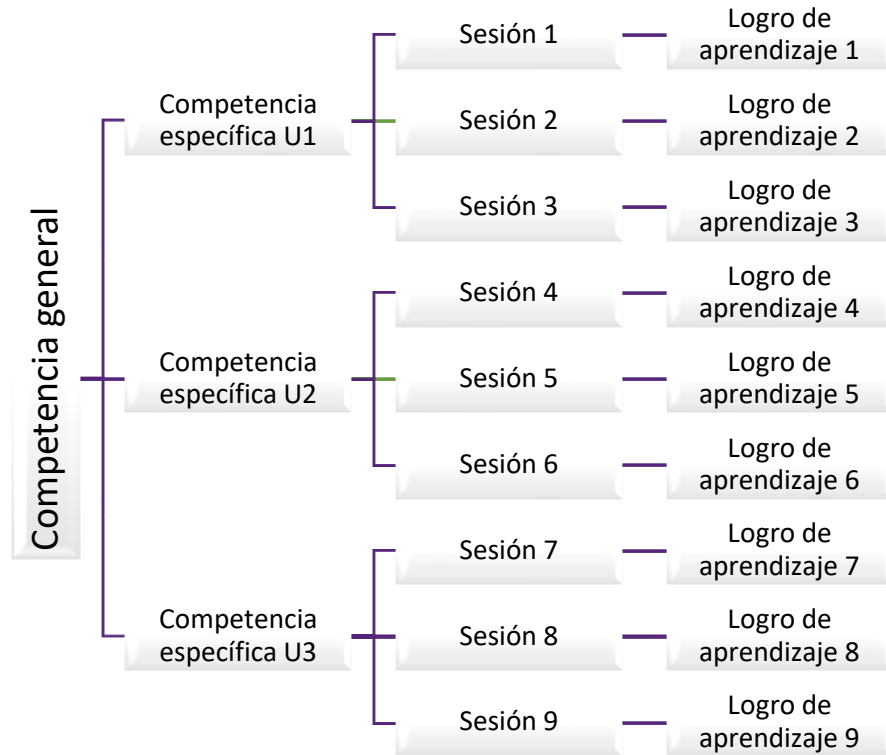 Competencia general
Competencia
específica U1
Sesión 1
Logro de
aprendizaje 1
Sesión 2
Logro de
aprendizaje 2
Sesión 3
Logro de
aprendizaje 3
Competencia
específica U2
Sesión 4
Logro de
aprendizaje 4
Sesión 5
Logro de
aprendizaje 5
Sesión 6
Logro de
aprendizaje 6
Competencia
específica U3
Sesión 7
Logro de
aprendizaje 7
Sesión 8
Logro de
aprendizaje 8
Sesión 9
Logro de
aprendizaje 9